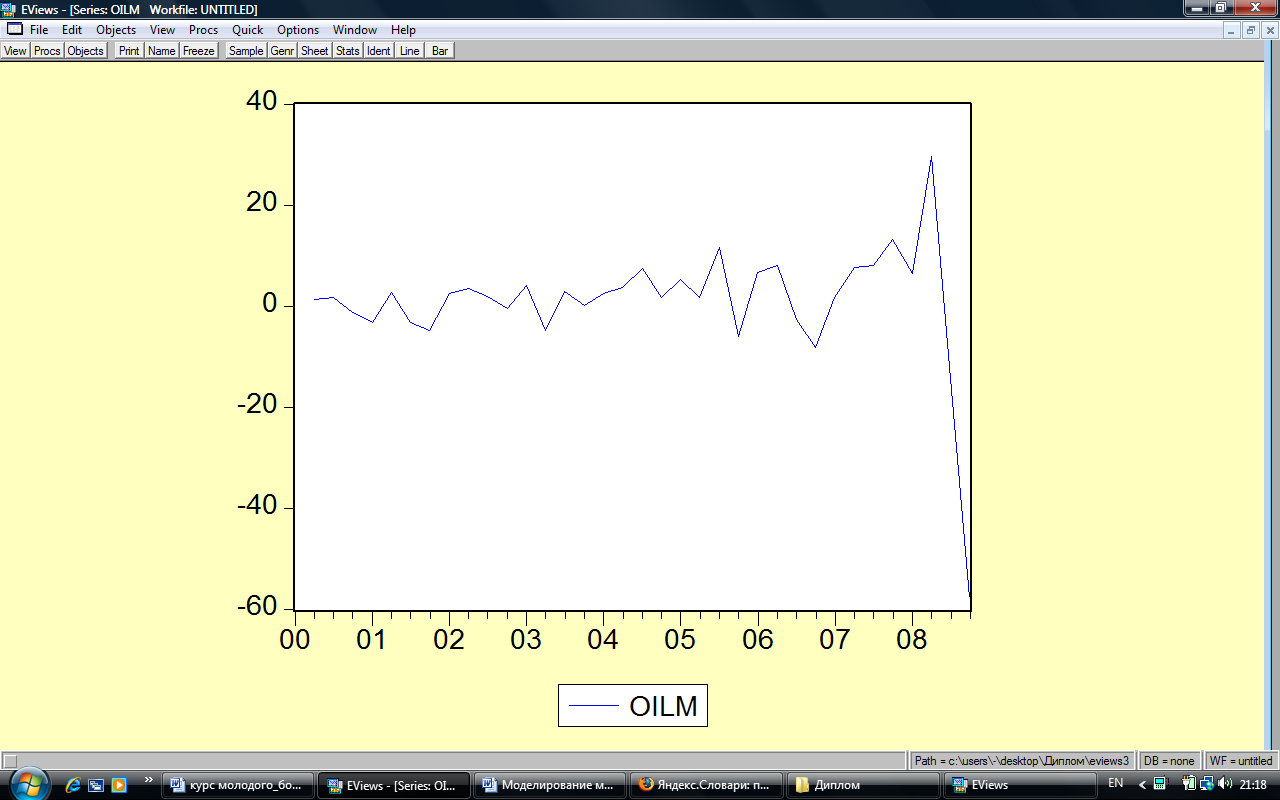 EViews - [Series: OILM Workfile: UNTITLED]
File Edit Objects View Procs Quick Options Window Help
View Procs Objects Print Name Freeze Sample Genr Sheet Stats Ident Line Bar
40
20
0
-20
-40
-60
00 01 02 03 04 05 06 07 08
OILM
Path = c:\users\-\desktop\Диплом\eviews3 DB = none WF = untitled
» курс молодого_бо... EViews - [Series: OI... Моделирование м... Яндекс.Словари: п... Диплом EViews EN 21:18